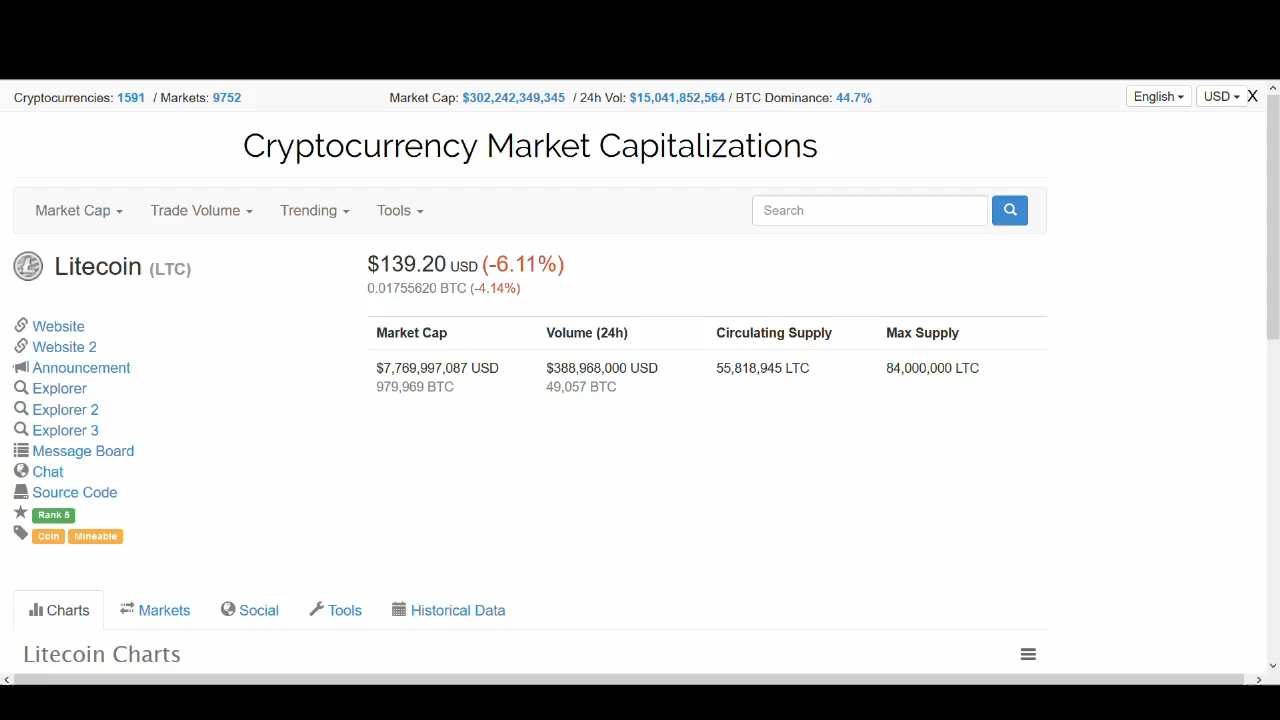 Cryptocurrencies: 1591 / Markets: 9752 Market Cap: $302,242,349,345 / 24h Vol: $15,041,852,564 / BTC Dominance: 44.7% English USD X
Cryptocurrency Market Capitalizations
Market Cap Trade Volume Trending Tools Search
Litecoin (LTC) $139.20 USD (-6.11%)
0.01755620 BTC (-4.14%)
Website
Website 2
Announcement
Explorer
Explorer 2
Explorer 3
Message Board
Chat
Source Code
Rank 5
Coin Mineable
Market Cap Volume (24h) Circulating Supply Max Supply
$7,769,997,087 USD $388,968,000 USD 55,818,945 LTC 84,000,000 LTC
979,969 BTC 49,057 BTC
Charts Markets Social Tools Historical Data
Litecoin Charts